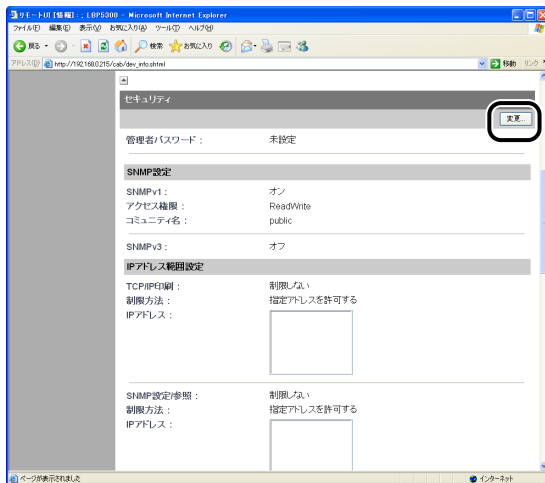 リモートUI [情報] : ; LBP5300 - Microsoft Internet Explorer
ファイル(F) 編集(E) 表示(V) お気に入り(A) ツール(T) ヘルプ(H)
戻る 検索 お気に入り
アドレス(D) http://192.168.0.215/cab/dev_info.shtml 移動 リンク
セキュリティ
変更...
管理者パスワード : 未設定
SNMP設定
SNMPv1 : オン
アクセス権限 : ReadWrite
コミュニティ名 : public
SNMPv3 : オフ
IPアドレス範囲設定
TCP/IP印刷 : 制限しない
制限方法 : 指定アドレスを許可する
IPアドレス :
SNMP設定/参照 : 制限しない
制限方法 : 指定アドレスを許可する
IPアドレス :
ページが表示されました インターネット